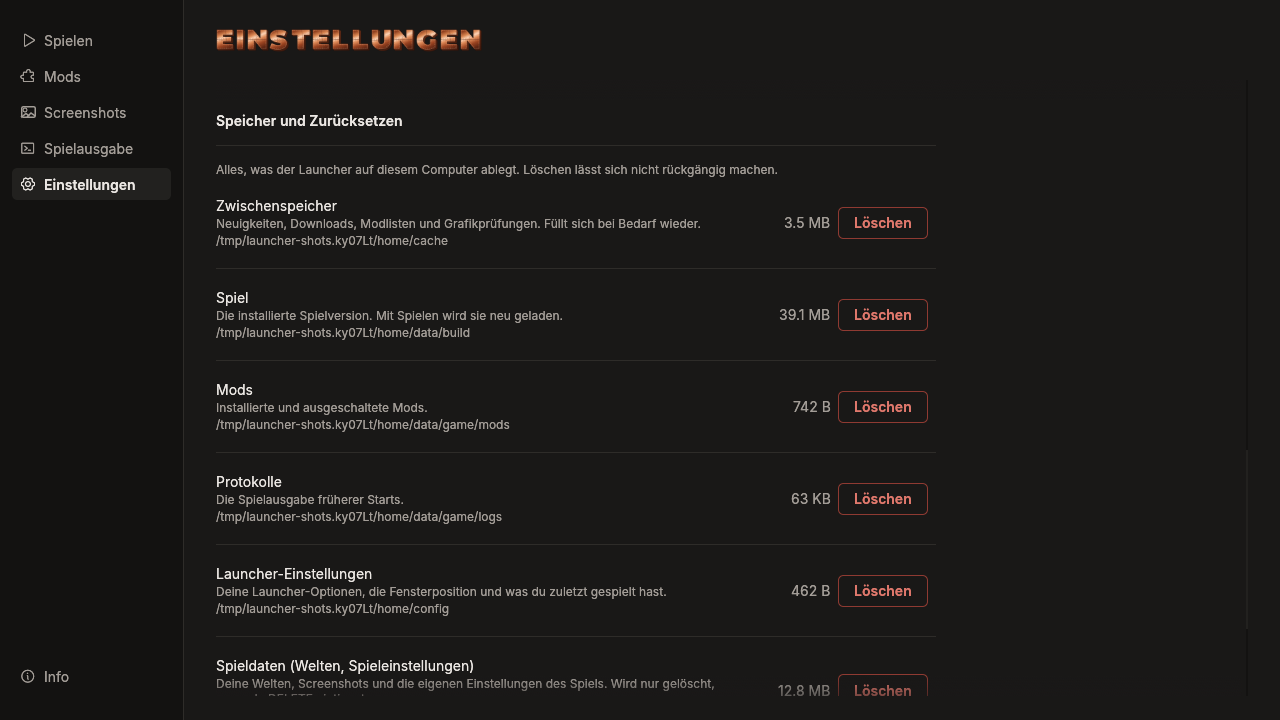 Spielen
Mods
Screenshots
Spielausgabe
Einstellungen
Info
EINSTELLUNGEN
Speicher und Zurücksetzen
Alles, was der Launcher auf diesem Computer ablegt. Löschen lässt sich nicht rückgängig machen.
Zwischenspeicher
Neuigkeiten, Downloads, Modlisten und Grafikprüfungen. Füllt sich bei Bedarf wieder.
/tmp/launcher-shots.ky07Lt/home/cache
3.5 MB
Löschen
Spiel
Die installierte Spielversion. Mit Spielen wird sie neu geladen.
/tmp/launcher-shots.ky07Lt/home/data/build
39.1 MB
Löschen
Mods
Installierte und ausgeschaltete Mods.
/tmp/launcher-shots.ky07Lt/home/data/game/mods
742 B
Löschen
Protokolle
Die Spielausgabe früherer Starts.
/tmp/launcher-shots.ky07Lt/home/data/game/logs
63 KB
Löschen
Launcher-Einstellungen
Deine Launcher-Optionen, die Fensterposition und was du zuletzt gespielt hast.
/tmp/launcher-shots.ky07Lt/home/config
462 B
Löschen
Spieldaten (Welten, Spieleinstellungen)
Deine Welten, Screenshots und die eigenen Einstellungen des Spiels. Wird nur gelöscht,
12.8 MB
Löschen